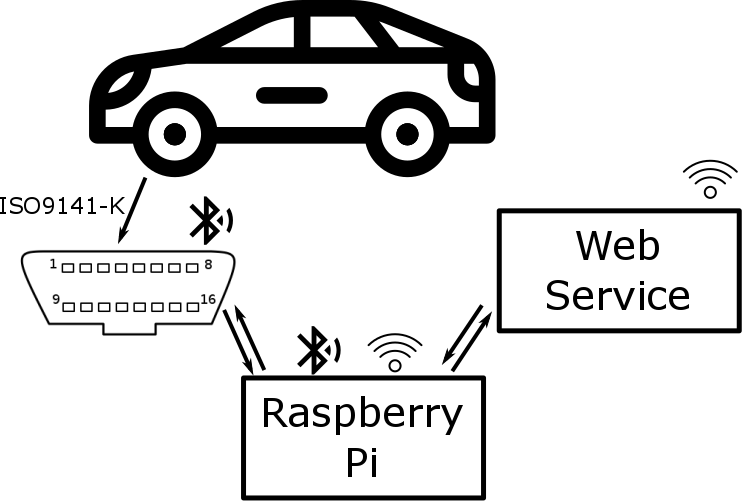 ISO9141-K
1 8
9 16
Web
Service
Raspberry
Pi